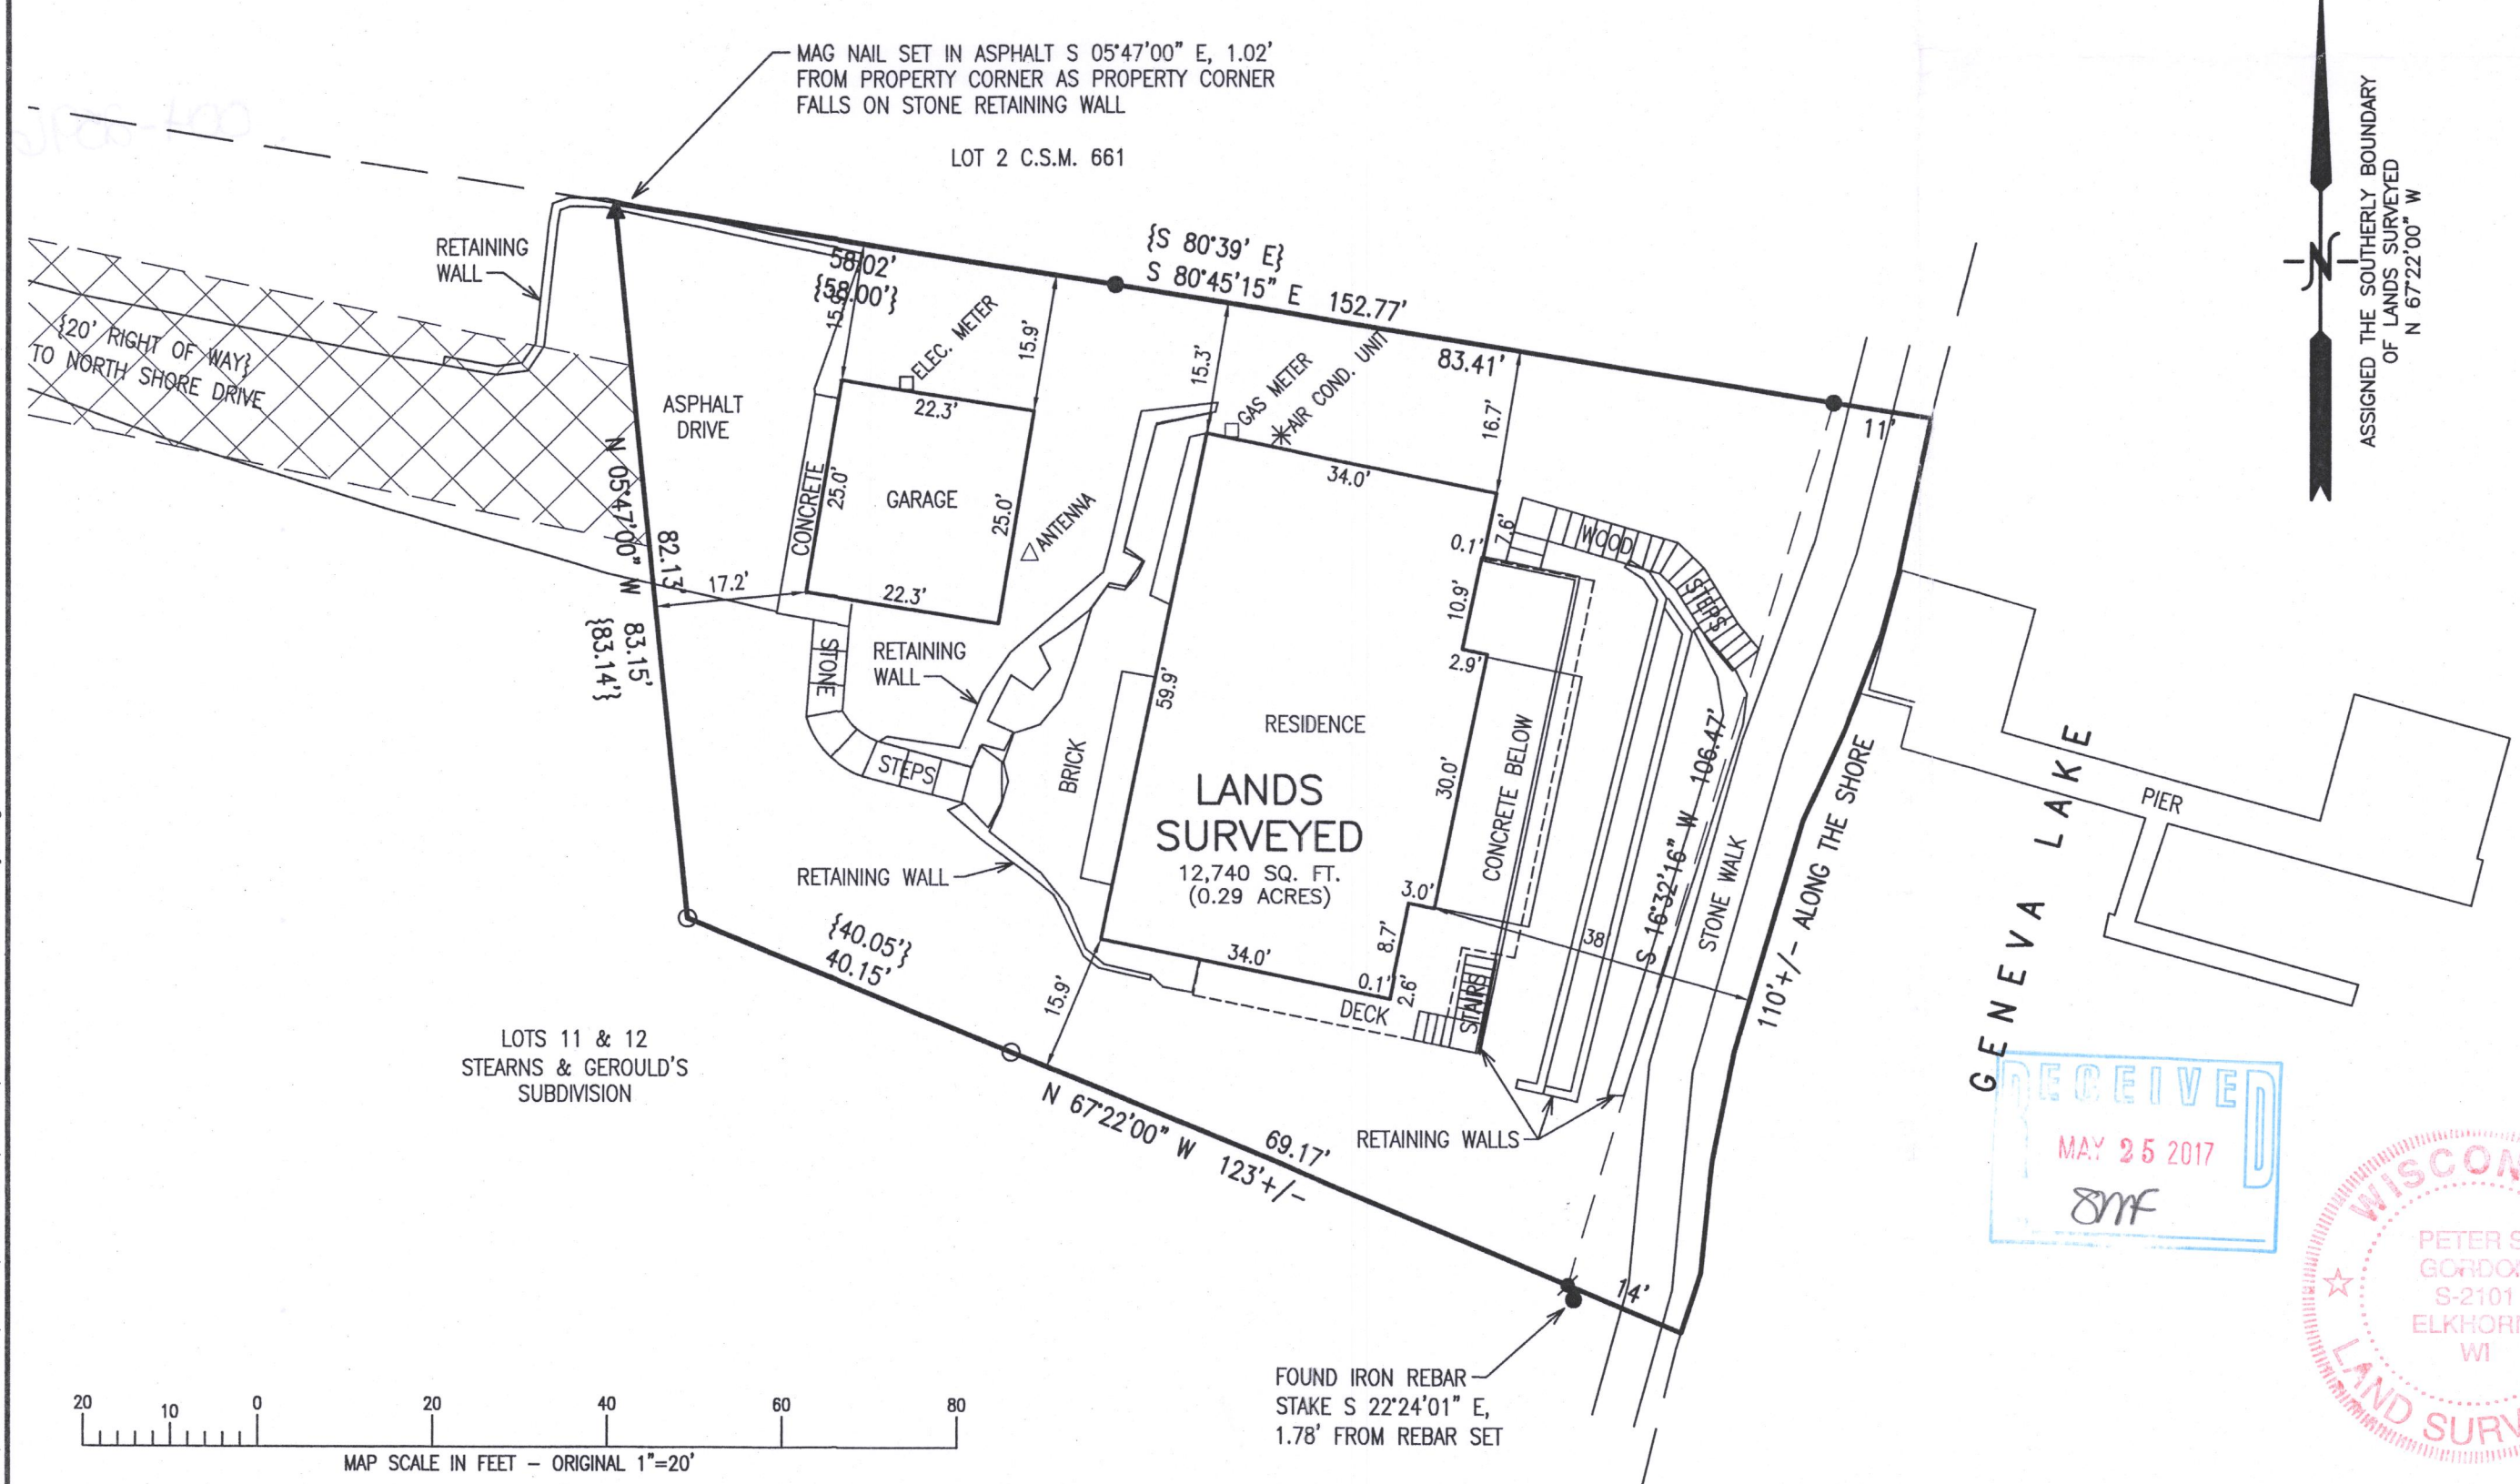 MAG NAIL SET IN ASPHALT S 05°47'00" E, 1.02'
FROM PROPERTY CORNER AS PROPERTY CORNER
FALLS ON STONE RETAINING WALL
LOT 2 C.S.M. 661
ASSIGNED THE SOUTHERLY BOUNDARY
OF LANDS SURVEYED
N 67°22'00" W
N
RETAINING
WALL
58.02'
{58.00'}
{S 80°39' E}
S 80°45'15" E 152.77'
83.41'
11'
{20' RIGHT OF WAY}
TO NORTH SHORE DRIVE
ASPHALT
DRIVE
ELEC. METER
15.9'
15.3'
GAS METER
AIR COND. UNIT
16.7'
22.3'
CONCRETE
25.0'
GARAGE
25.0'
ANTENNA
22.3'
17.2'
N 05°47'00" W
82.13'
83.15'
{83.14'}
STONE
STEPS
RETAINING
WALL
BRICK
RETAINING WALL
34.0'
59.9'
RESIDENCE
LANDS
SURVEYED
12,740 SQ. FT.
(0.29 ACRES)
0.1'
7.6'
10.9'
2.9'
30.0'
3.0'
8.7'
0.1'
2.6'
34.0'
15.9'
WOOD
STEPS
CONCRETE BELOW
DECK
STAIRS
38'
S 16°32'16" W 106.47'
STONE WALK
110'+/- ALONG THE SHORE
GENEVA LAKE
PIER
{40.05'}
40.15'
N 67°22'00" W 123'+/-
69.17'
14'
RETAINING WALLS
LOTS 11 & 12
STEARNS & GEROULD'S
SUBDIVISION
FOUND IRON REBAR
STAKE S 22°24'01" E,
1.78' FROM REBAR SET
RECEIVED
MAY 25 2017
SMF
WISCON
PETER S
GORDO
S-2101
ELKHOR
WI
LAND SURV
20 10 0 20 40 60 80
MAP SCALE IN FEET – ORIGINAL 1"=20'